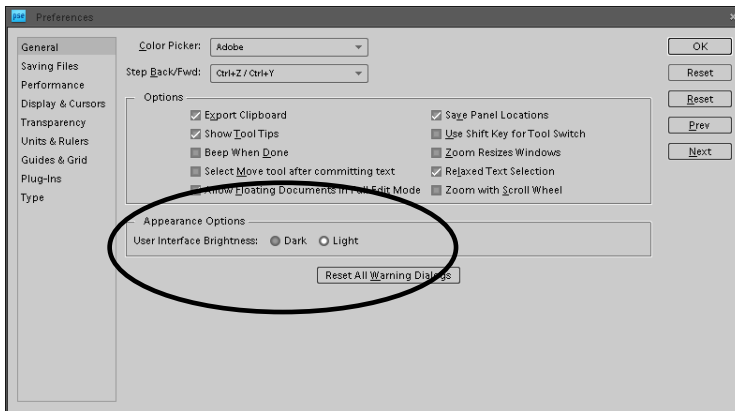 pse Preferences
General
Saving Files
Performance
Display & Cursors
Transparency
Units & Rulers
Guides & Grid
Plug-Ins
Type
Color Picker: Adobe
Step Back/Fwd: Ctrl+Z / Ctrl+Y
Options
Export Clipboard
Show Tool Tips
Beep When Done
Select Move tool after committing text
Allow Floating Documents in Full Edit Mode
Save Panel Locations
Use Shift Key for Tool Switch
Zoom Resizes Windows
Relaxed Text Selection
Zoom with Scroll Wheel
Appearance Options
User Interface Brightness: Dark Light
Reset All Warning Dialogs
OK
Reset
Reset
Prev
Next